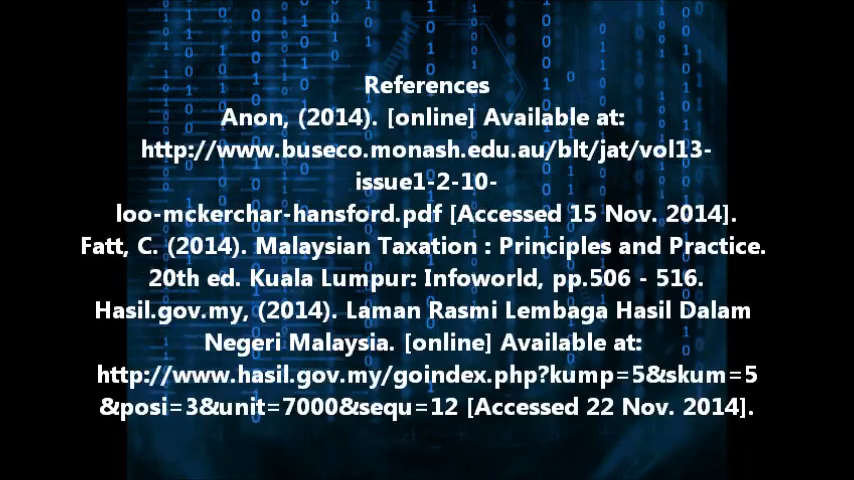 References
Anon, (2014). [online] Available at:
http://www.buseco.monash.edu.au/blt/jat/vol13-
issue1-2-10-
loo-mckerchar-hansford.pdf [Accessed 15 Nov. 2014].
Fatt, C. (2014). Malaysian Taxation : Principles and Practice.
20th ed. Kuala Lumpur: Infoworld, pp.506 - 516.
Hasil.gov.my, (2014). Laman Rasmi Lembaga Hasil Dalam
Negeri Malaysia. [online] Available at:
http://www.hasil.gov.my/goindex.php?kump=5&skum=5
&posi=3&unit=7000&sequ=12 [Accessed 22 Nov. 2014].